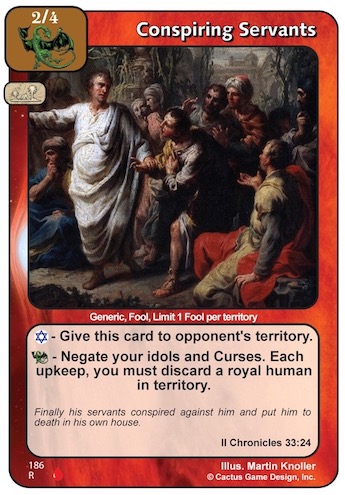 2/4
Conspiring Servants
Generic, Fool, Limit 1 Fool per territory
- Give this card to opponent's territory.
- Negate your idols and Curses. Each
upkeep, you must discard a royal human
in territory.
Finally his servants conspired against him and put him to
death in his own house.
II Chronicles 33:24
186
R
Illus. Martin Knoller
© Cactus Game Design, Inc.